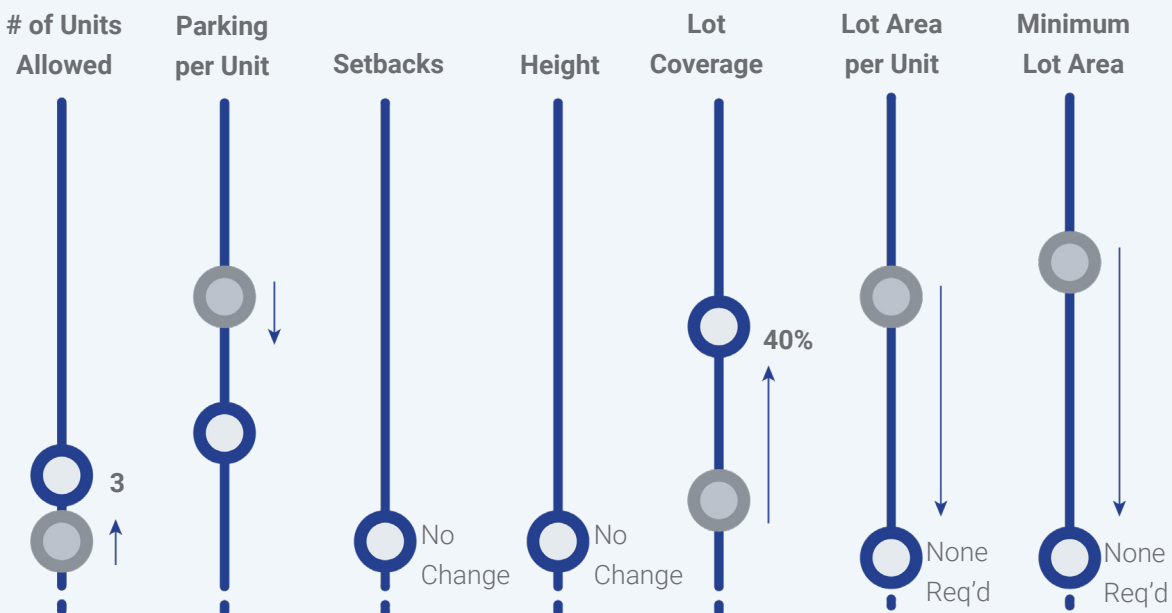 # of Units
Allowed
Parking
per Unit
Setbacks
Height
Lot
Coverage
Lot Area
per Unit
Minimum
Lot Area
3
No
Change
No
Change
40%
None
Req'd
None
Req'd